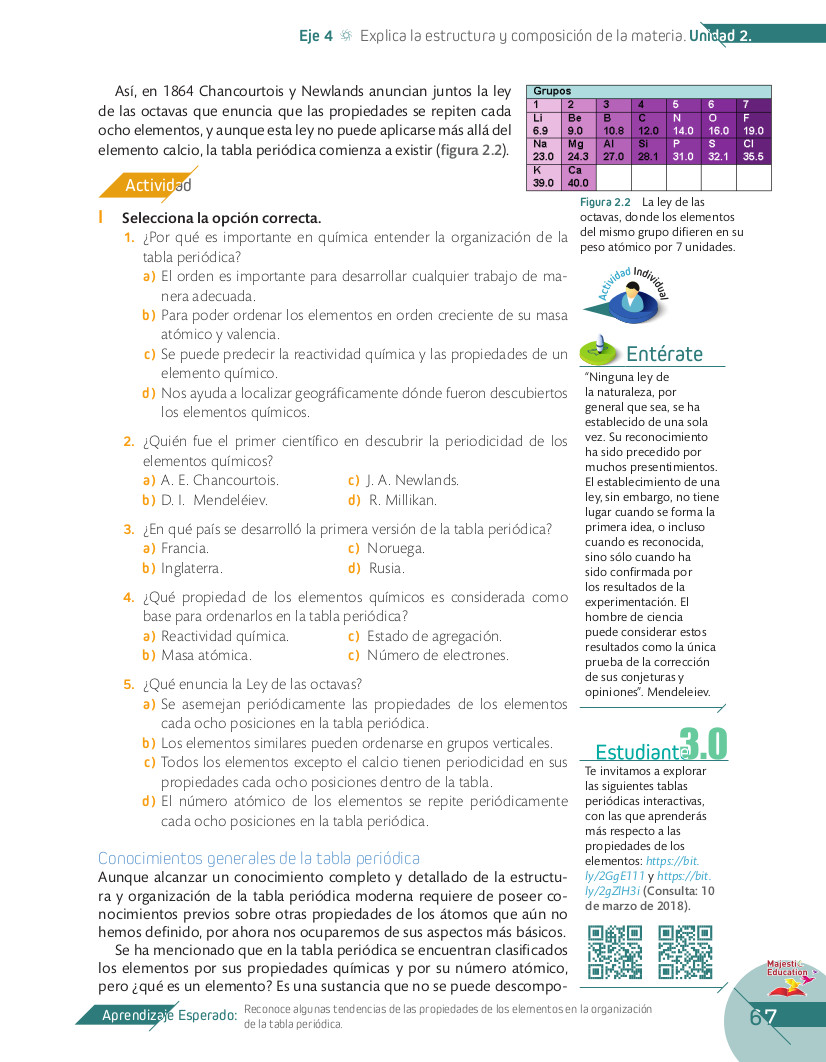 Eje 4 Explica la estructura y composición de la materia. Unidad 2.
Así, en 1864 Chancourtois y Newlands anuncian juntos la ley
de las octavas que enuncia que las propiedades se repiten cada
ocho elementos, y aunque esta ley no puede aplicarse más allá del
elemento calcio, la tabla periódica comienza a existir (figura 2.2).
Grupos
1 2 3 4 5 6 7
Li Be B C N O F
6.9 9.0 10.8 12.0 14.0 16.0 19.0
Na Mg Al Si P S Cl
23.0 24.3 27.0 28.1 31.0 32.1 35.5
K Ca
39.0 40.0
Figura 2.2 La ley de las
octavas, donde los elementos
del mismo grupo difieren en su
peso atómico por 7 unidades.
Actividad
I Selecciona la opción correcta.
1. ¿Por qué es importante en química entender la organización de la
tabla periódica?
a) El orden es importante para desarrollar cualquier trabajo de ma-
nera adecuada.
b) Para poder ordenar los elementos en orden creciente de su masa
atómico y valencia.
c) Se puede predecir la reactividad química y las propiedades de un
elemento químico.
d) Nos ayuda a localizar geográficamente dónde fueron descubiertos
los elementos químicos.
2. ¿Quién fue el primer científico en descubrir la periodicidad de los
elementos químicos?
a) A. E. Chancourtois. c) J. A. Newlands.
b) D. I. Mendeléiev. d) R. Millikan.
3. ¿En qué país se desarrolló la primera versión de la tabla periódica?
a) Francia. c) Noruega.
b) Inglaterra. d) Rusia.
4. ¿Qué propiedad de los elementos químicos es considerada como
base para ordenarlos en la tabla periódica?
a) Reactividad química. c) Estado de agregación.
b) Masa atómica. c) Número de electrones.
5. ¿Qué enuncia la Ley de las octavas?
a) Se asemejan periódicamente las propiedades de los elementos
cada ocho posiciones en la tabla periódica.
b) Los elementos similares pueden ordenarse en grupos verticales.
c) Todos los elementos excepto el calcio tienen periodicidad en sus
propiedades cada ocho posiciones dentro de la tabla.
d) El número atómico de los elementos se repite periódicamente
cada ocho posiciones en la tabla periódica.
Conocimientos generales de la tabla periódica
Aunque alcanzar un conocimiento completo y detallado de la estructu-
ra y organización de la tabla periódica moderna requiere de poseer co-
nocimientos previos sobre otras propiedades de los átomos que aún no
hemos definido, por ahora nos ocuparemos de sus aspectos más básicos.
Se ha mencionado que en la tabla periódica se encuentran clasificados
los elementos por sus propiedades químicas y por su número atómico,
pero ¿qué es un elemento? Es una sustancia que no se puede descompo-
Actividad Individual
Entérate
“Ninguna ley de
la naturaleza, por
general que sea, se ha
establecido de una sola
vez. Su reconocimiento
ha sido precedido por
muchos presentimientos.
El establecimiento de una
ley, sin embargo, no tiene
lugar cuando se forma la
primera idea, o incluso
cuando es reconocida,
sino sólo cuando ha
sido confirmada por
los resultados de la
experimentación. El
hombre de ciencia
puede considerar estos
resultados como la única
prueba de la corrección
de sus conjeturas y
opiniones”. Mendeleiev.
Estudiante 3.0
Te invitamos a explorar
las siguientes tablas
periódicas interactivas,
con las que aprenderás
más respecto a las
propiedades de los
elementos: https://bit.
ly/2GgE111 y https://bit.
ly/2gZlH3i (Consulta: 10
de marzo de 2018).
Majestic
Education
Aprendizaje Esperado: Reconoce algunas tendencias de las propiedades de los elementos en la organización
de la tabla periódica.
67